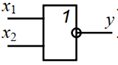 x₁ 1 y
x₂